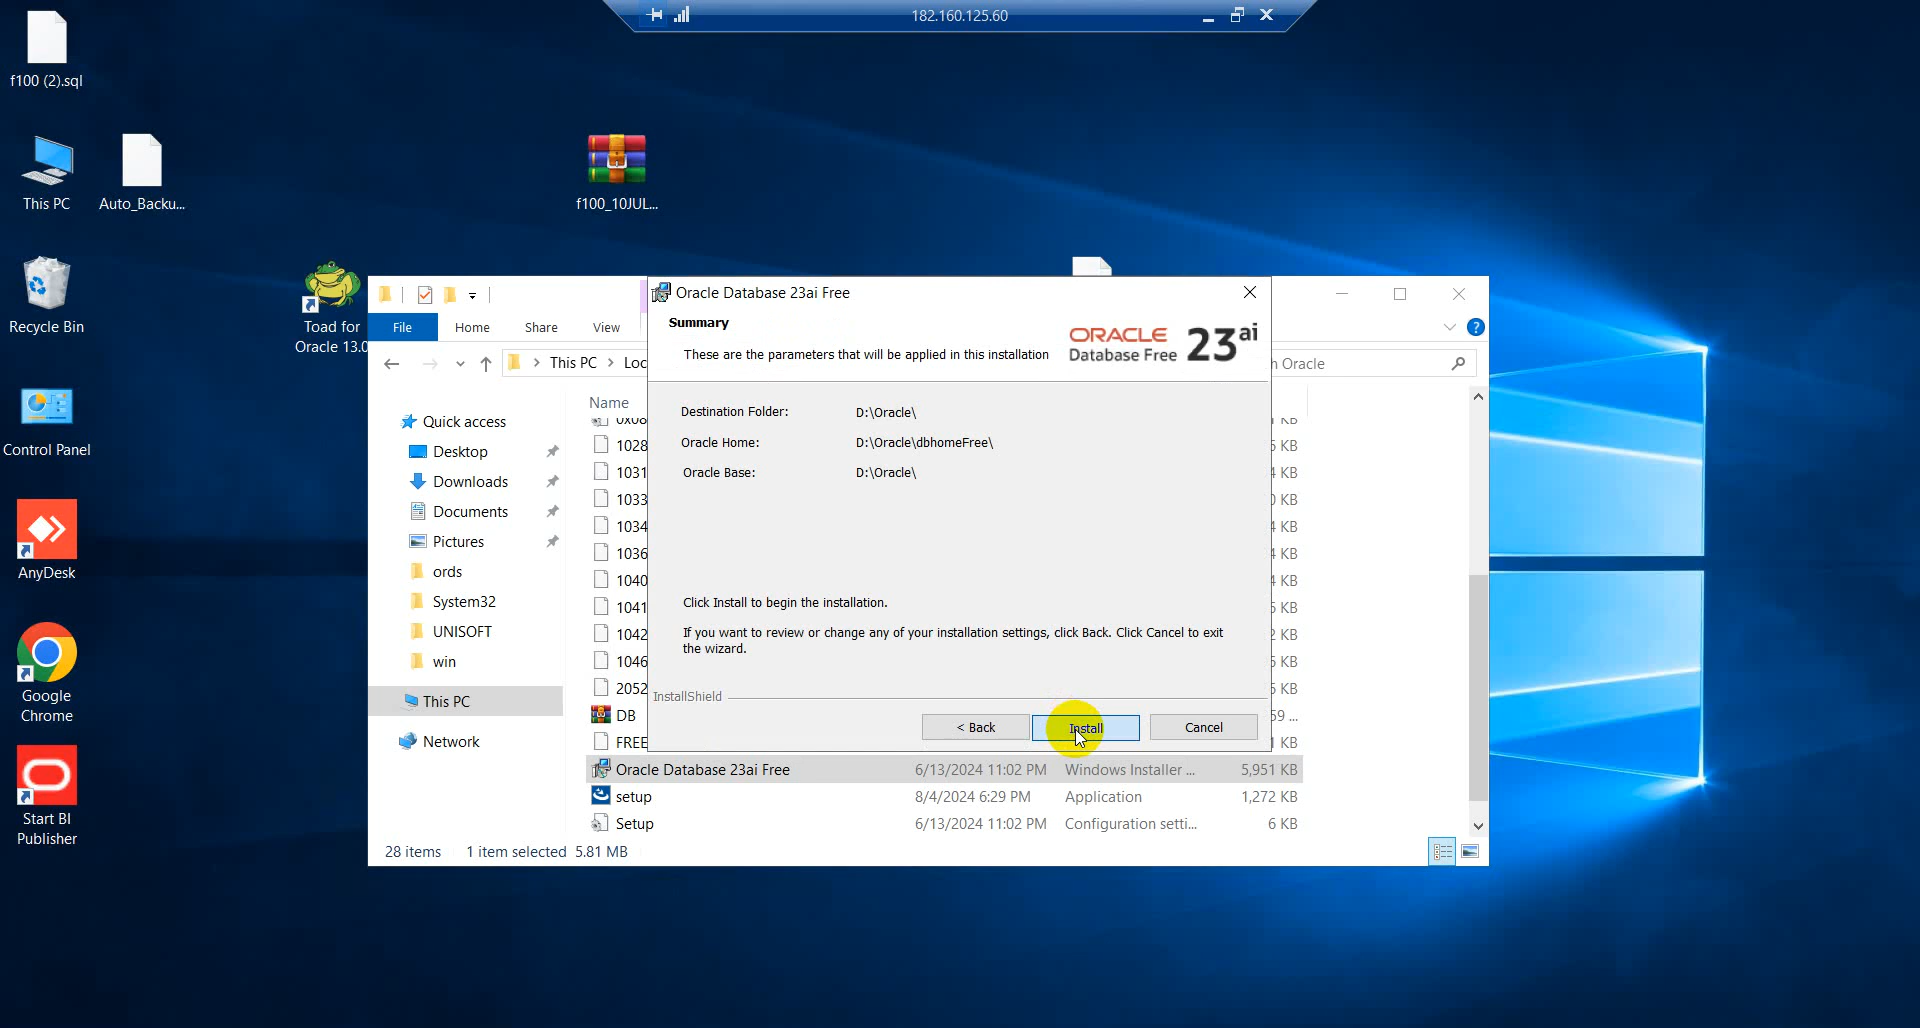 182.160.125.60
f100 (2).sql
This PC
Auto_Backu...
f100_10JUL...
Recycle Bin
Toad for
Oracle 13.0
Control Panel
AnyDesk
Google
Chrome
Start BI
Publisher
File
Home
Share
View
This PC
Loc
Oracle
Name
Quick access
Desktop
Downloads
Documents
Pictures
ords
System32
UNISOFT
win
This PC
Network
1028
1031
1033
1034
1036
1040
1041
1042
1046
2052
DB
FREE
Oracle Database 23ai Free 6/13/2024 11:02 PM Windows Installer ... 5,951 KB
setup 8/4/2024 6:29 PM Application 1,272 KB
Setup 6/13/2024 11:02 PM Configuration setti... 6 KB
28 items 1 item selected 5.81 MB
Oracle Database 23ai Free
Summary
These are the parameters that will be applied in this installation
ORACLE
Database Free 23ai
Destination Folder: D:\Oracle\
Oracle Home: D:\Oracle\dbhomeFree\
Oracle Base: D:\Oracle\
Click Install to begin the installation.
If you want to review or change any of your installation settings, click Back. Click Cancel to exit
the wizard.
InstallShield
< Back
Install
Cancel